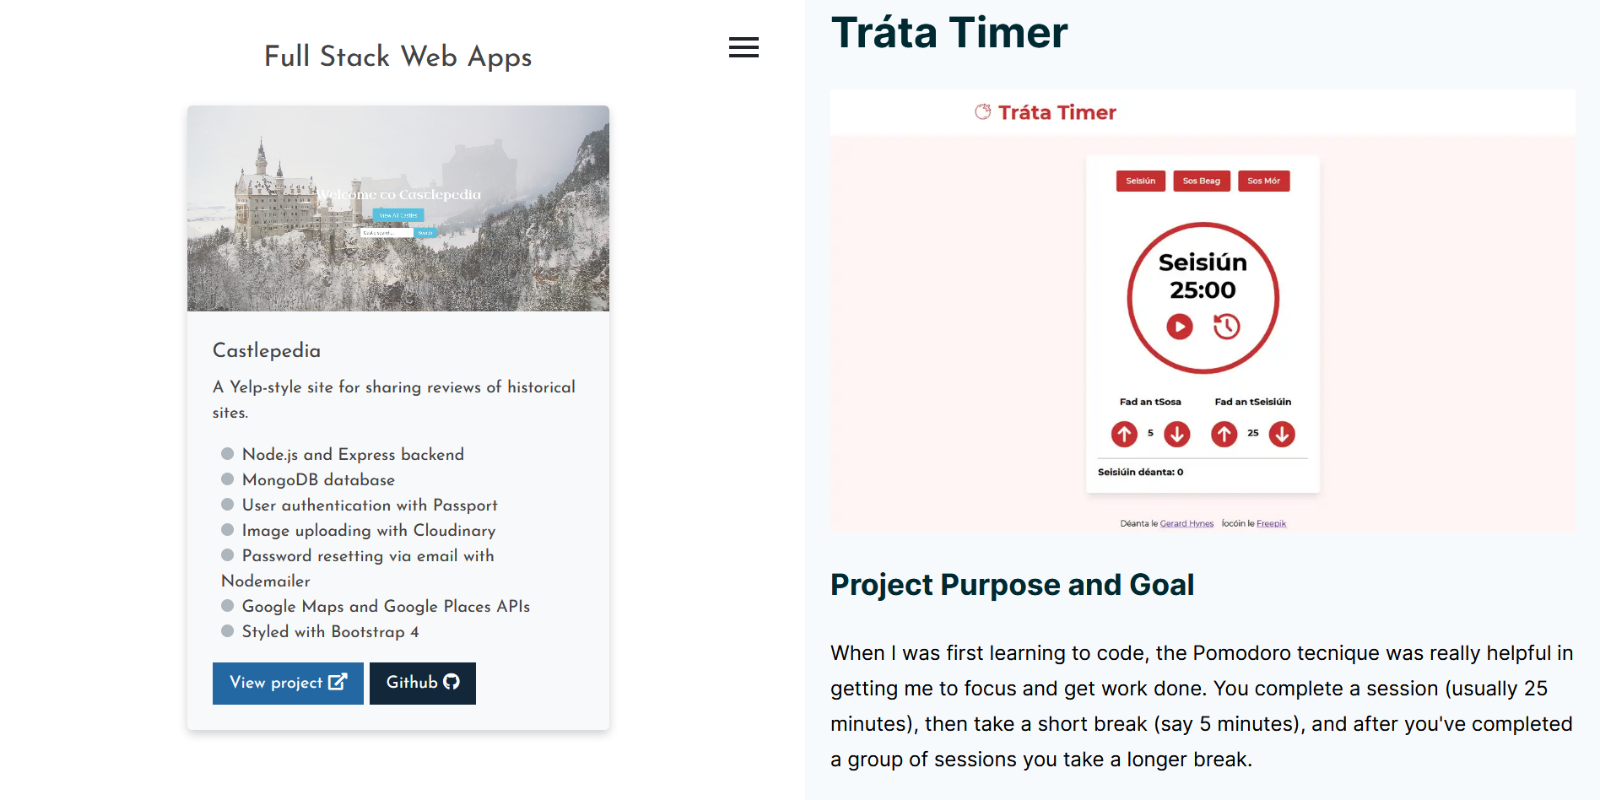 Full Stack Web Apps
Welcome to Castlepedia
View All Castles
Search
Castlepedia
A Yelp-style site for sharing reviews of historical
sites.
Node.js and Express backend
MongoDB database
User authentication with Passport
Image uploading with Cloudinary
Password resetting via email with
Nodemailer
Google Maps and Google Places APIs
Styled with Bootstrap 4
View project
Github
Tráta Timer
Tráta Timer
Seisiún
Sos Beag
Sos Mór
Seisiún
25:00
Fad an tSosa
Fad an tSeisiúin
5
25
Seisiúin déanta: 0
Déanta le Gerard Hynes Íocóin le Freepik
Project Purpose and Goal
When I was first learning to code, the Pomodoro tecnique was really helpful in
getting me to focus and get work done. You complete a session (usually 25
minutes), then take a short break (say 5 minutes), and after you've completed
a group of sessions you take a longer break.